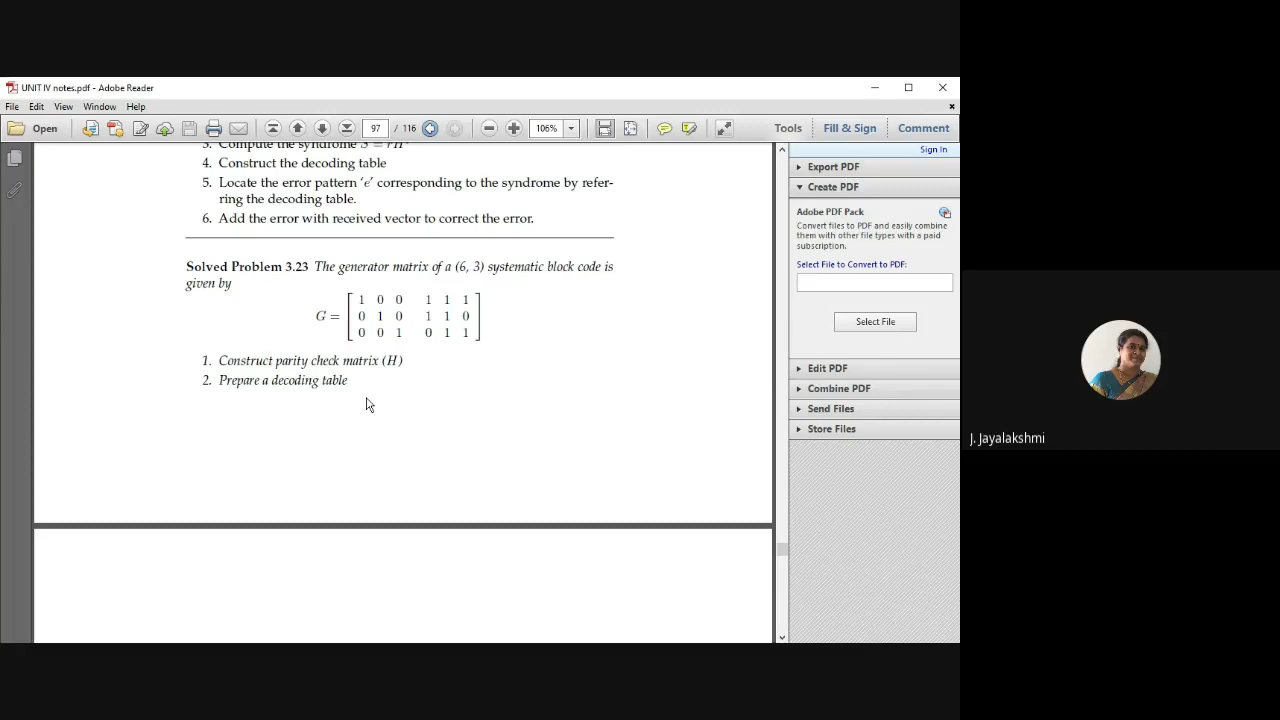 UNIT IV notes.pdf - Adobe Reader
File Edit View Window Help
Open 97 / 116 106% Tools Fill & Sign Comment
Sign In
3. Compute the syndrome S = rHᵀ
4. Construct the decoding table
5. Locate the error pattern ‘e’ corresponding to the syndrome by refer-
ring the decoding table.
6. Add the error with received vector to correct the error.
Solved Problem 3.23 The generator matrix of a (6, 3) systematic block code is
given by
G = [ 1 0 0 1 1 1
0 1 0 1 1 0
0 0 1 0 1 1 ]
1. Construct parity check matrix (H)
2. Prepare a decoding table
Export PDF
Create PDF
Adobe PDF Pack
Convert files to PDF and easily combine
them with other file types with a paid
subscription.
Select File to Convert to PDF:
Select File
Edit PDF
Combine PDF
Send Files
Store Files
J. Jayalakshmi